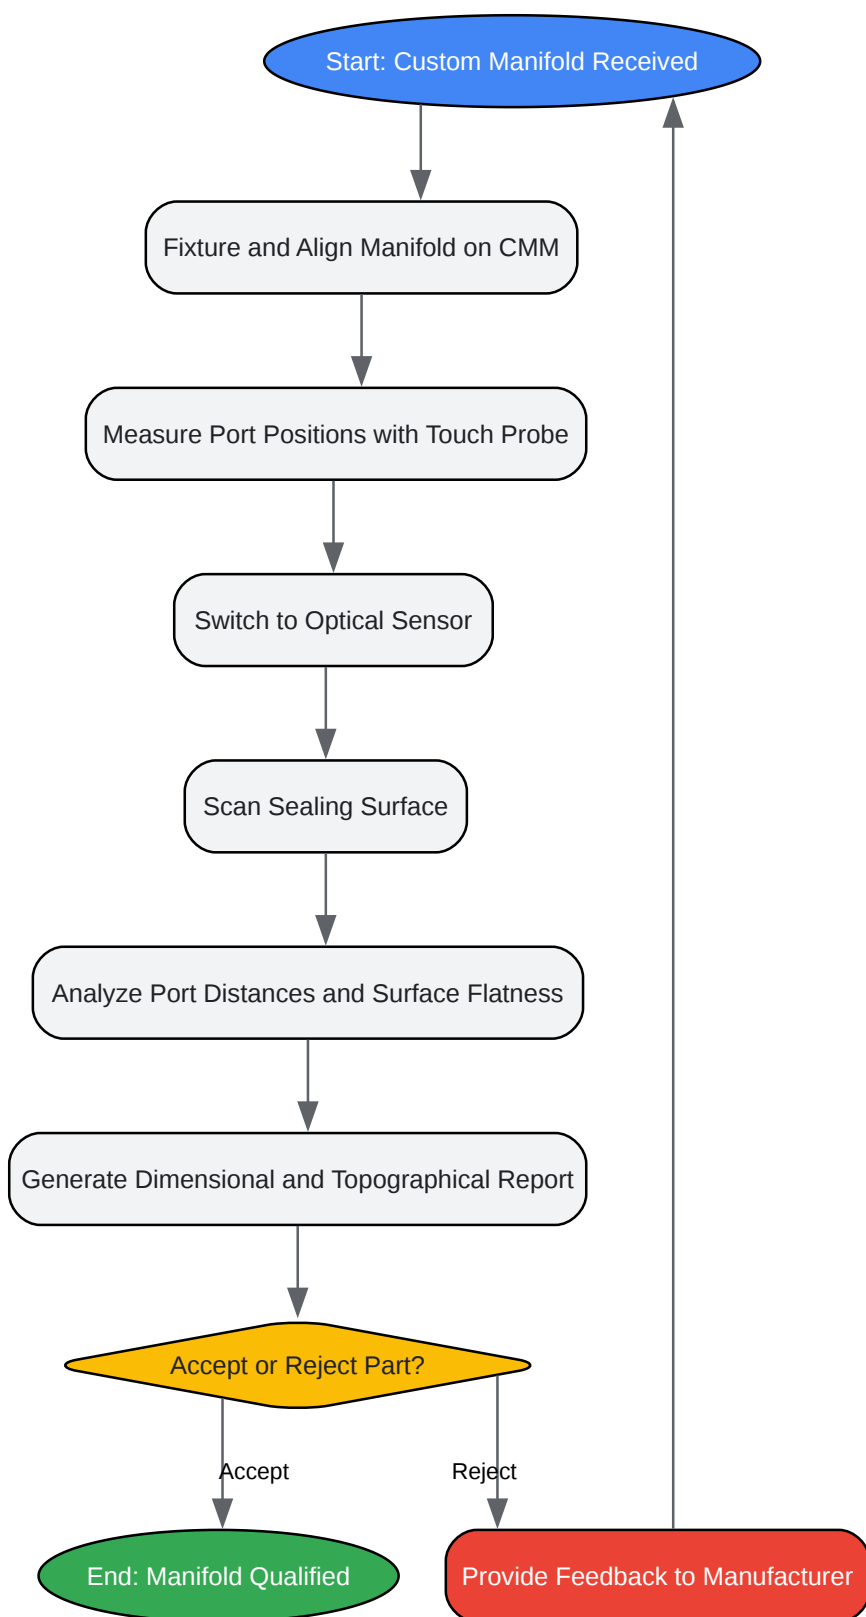 Start: Custom Manifold Received
Fixture and Align Manifold on CMM
Measure Port Positions with Touch Probe
Switch to Optical Sensor
Scan Sealing Surface
Analyze Port Distances and Surface Flatness
Generate Dimensional and Topographical Report
Accept or Reject Part?
Accept
Reject
End: Manifold Qualified
Provide Feedback to Manufacturer